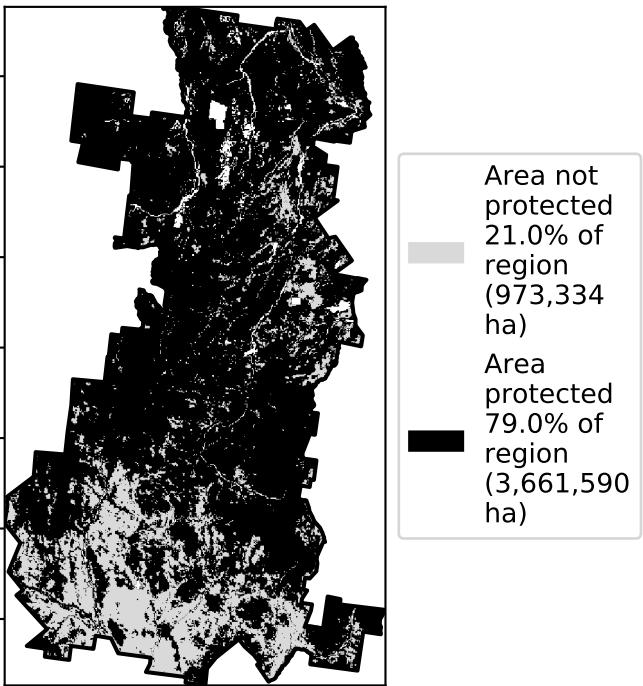 Area not
protected
21.0% of
region
(973,334
ha)
Area
protected
79.0% of
region
(3,661,590
ha)